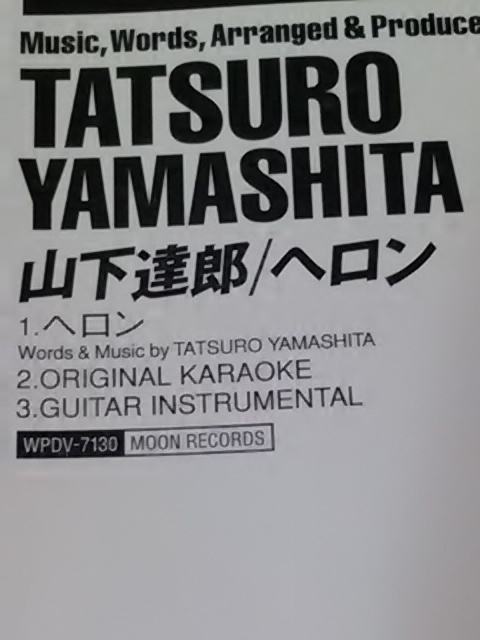 Music, Words, Arranged & Produce
TATSURO
YAMASHITA
山下達郎/ヘロン
1.ヘロン
Words & Music by TATSURO YAMASHITA
2.ORIGINAL KARAOKE
3.GUITAR INSTRUMENTAL
WPDV-7130 MOON RECORDS